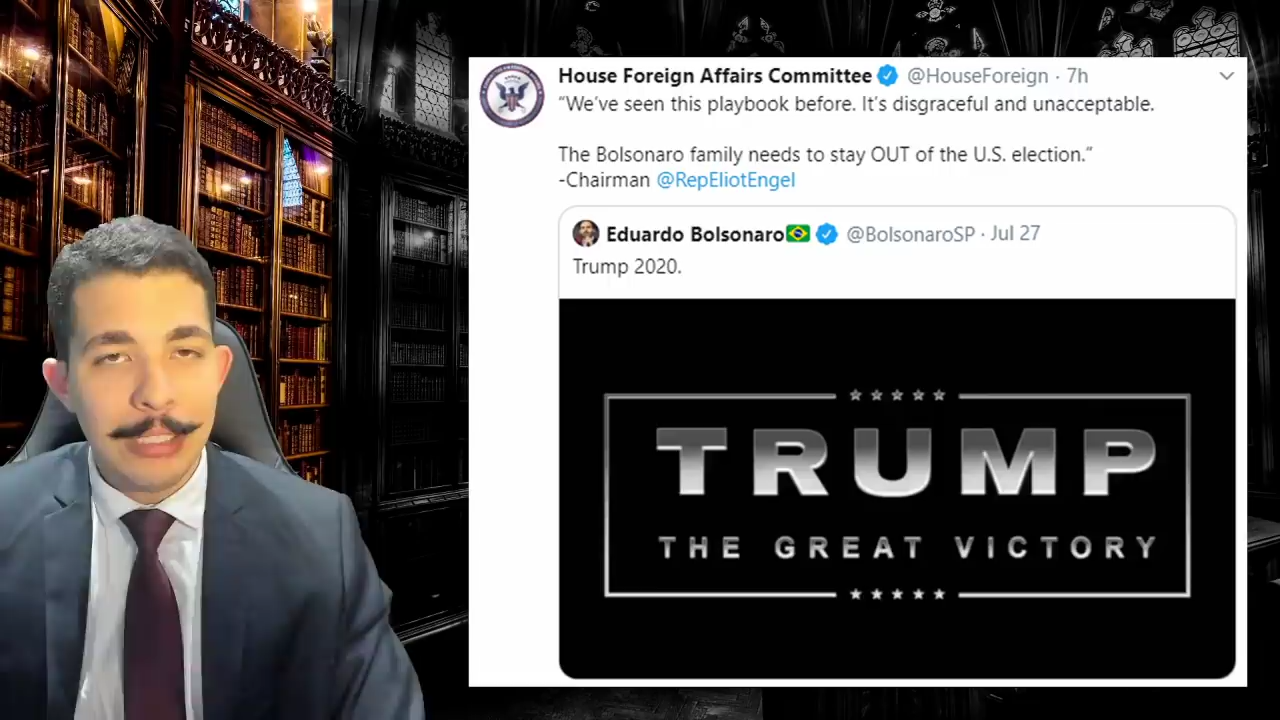 House Foreign Affairs Committee @HouseForeign · 7h
“We've seen this playbook before. It's disgraceful and unacceptable.
The Bolsonaro family needs to stay OUT of the U.S. election.“
-Chairman @RepEliotEngel
Eduardo Bolsonaro @BolsonaroSP · Jul 27
Trump 2020.
TRUMP
THE GREAT VICTORY